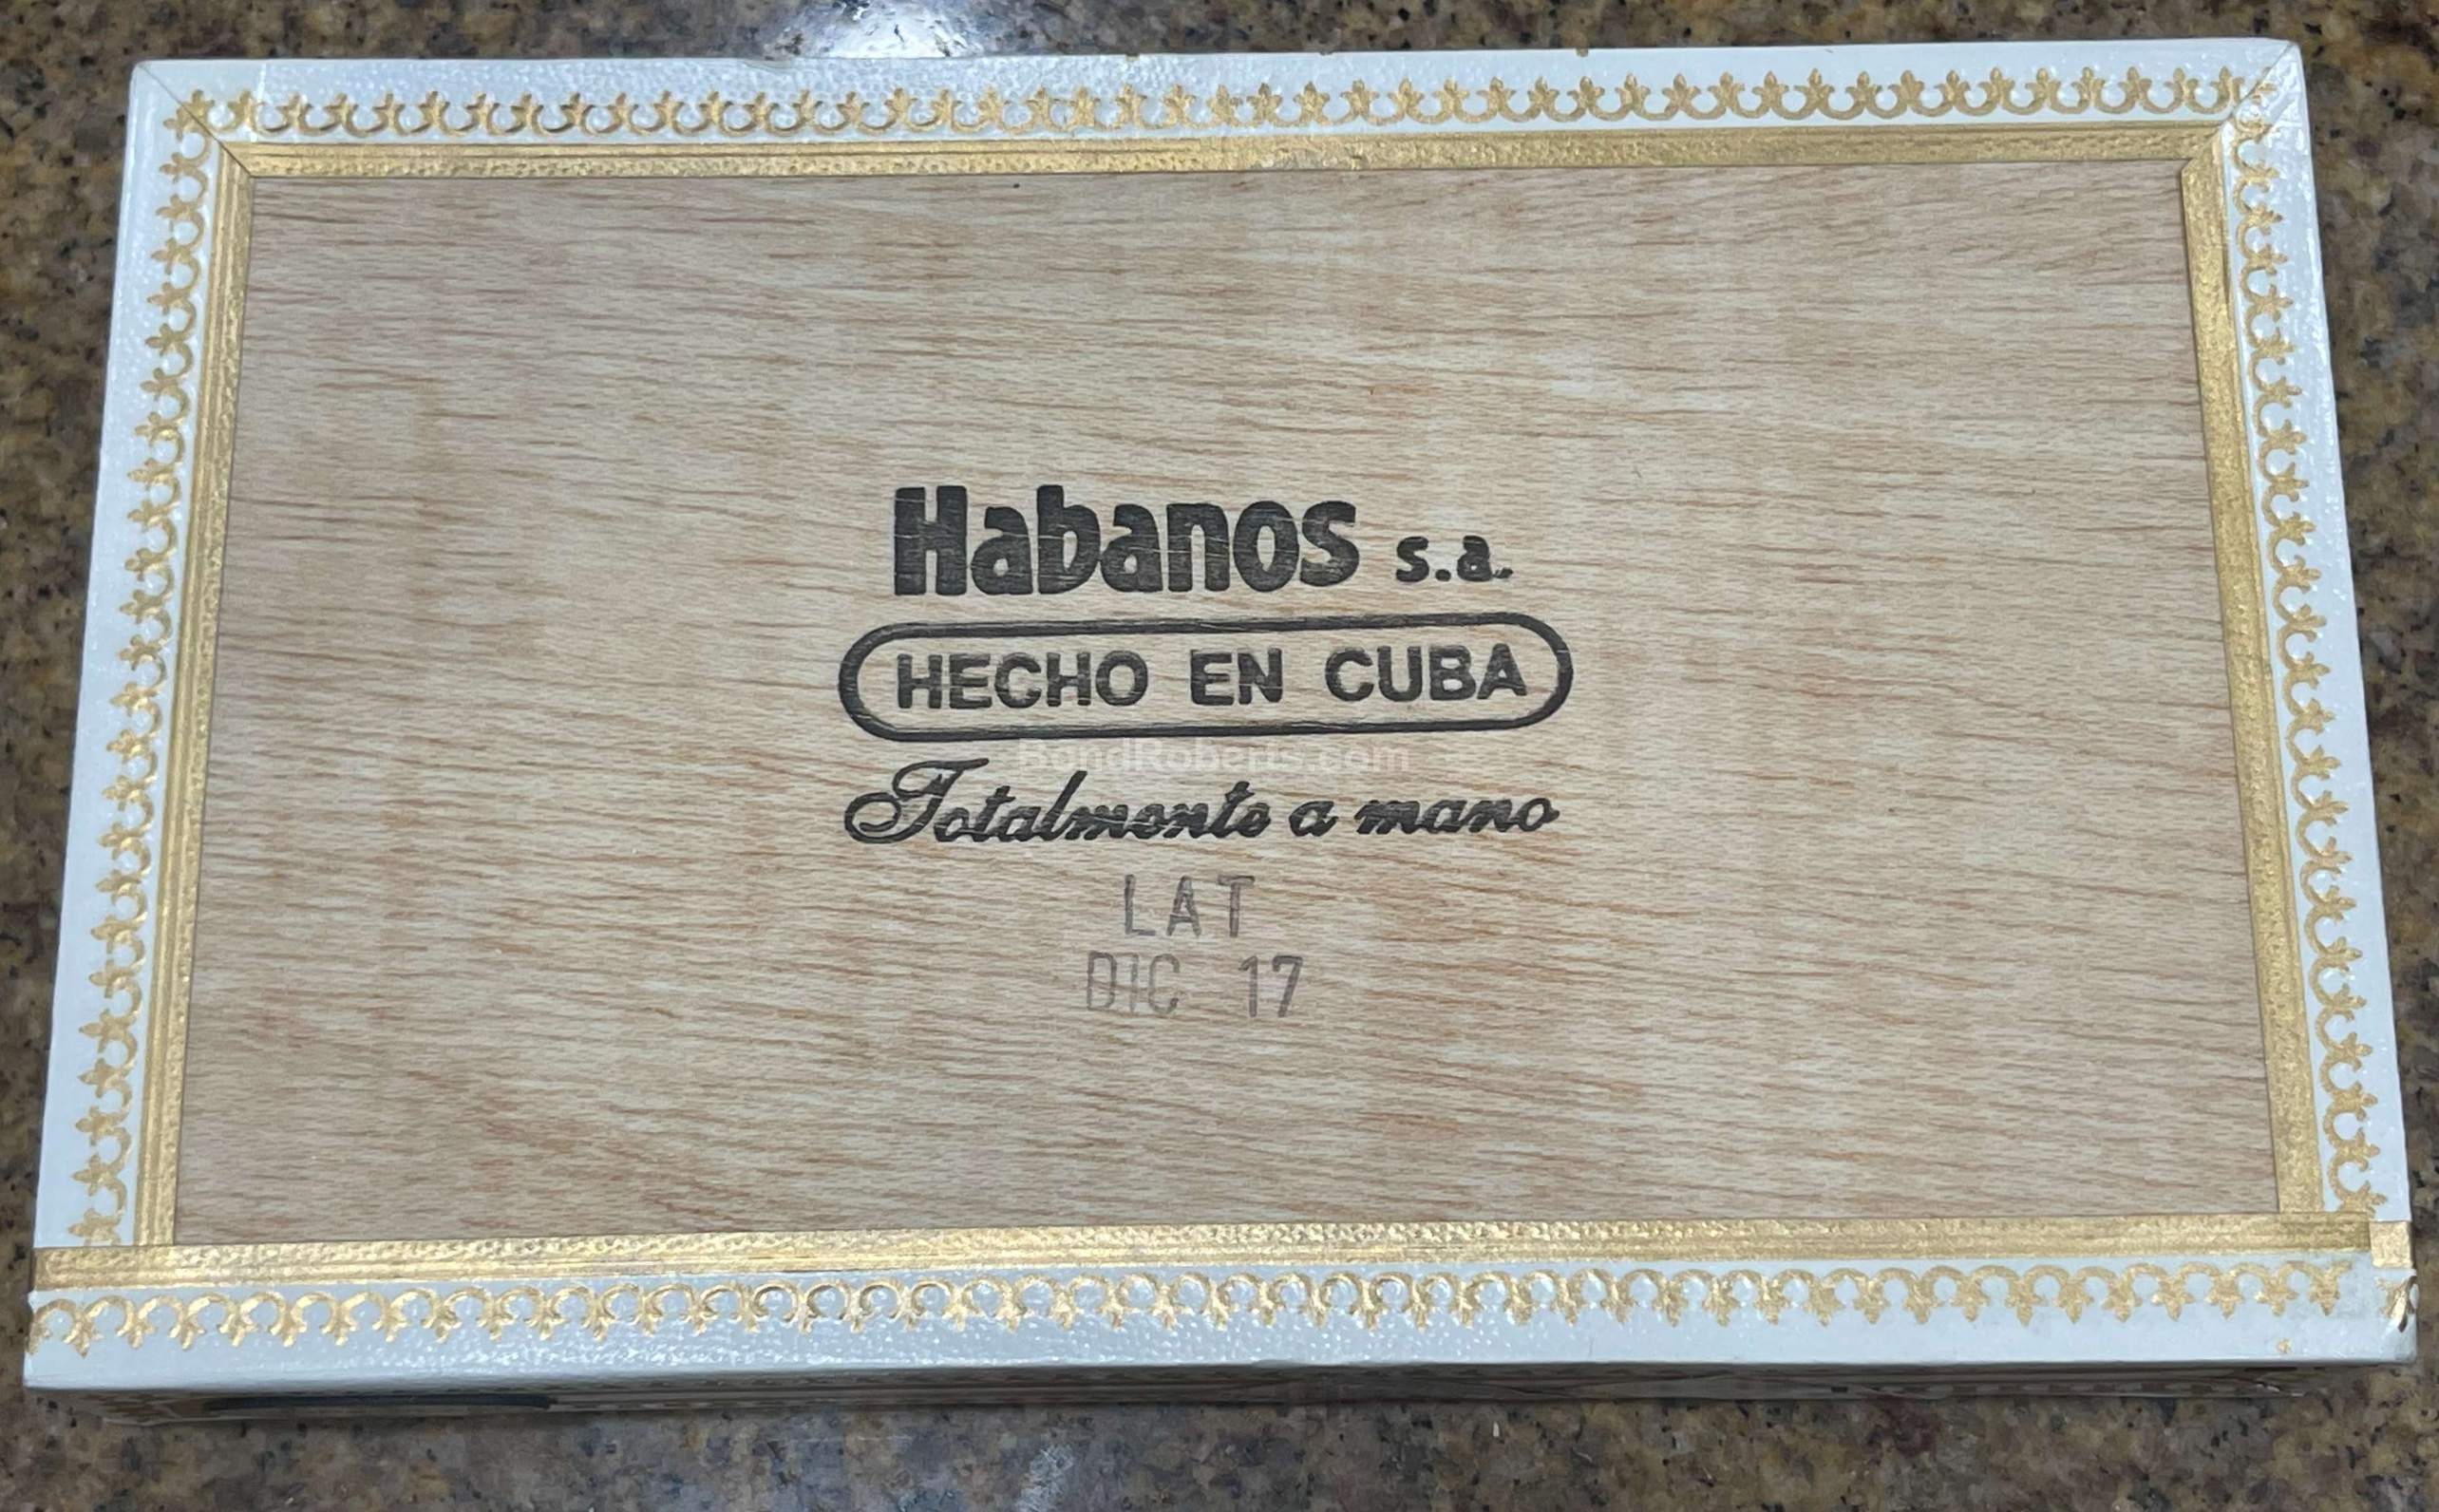 Habanos s.a.
HECHO EN CUBA
BondRoberts.com
Totalmente a mano
LAT
DIC 17